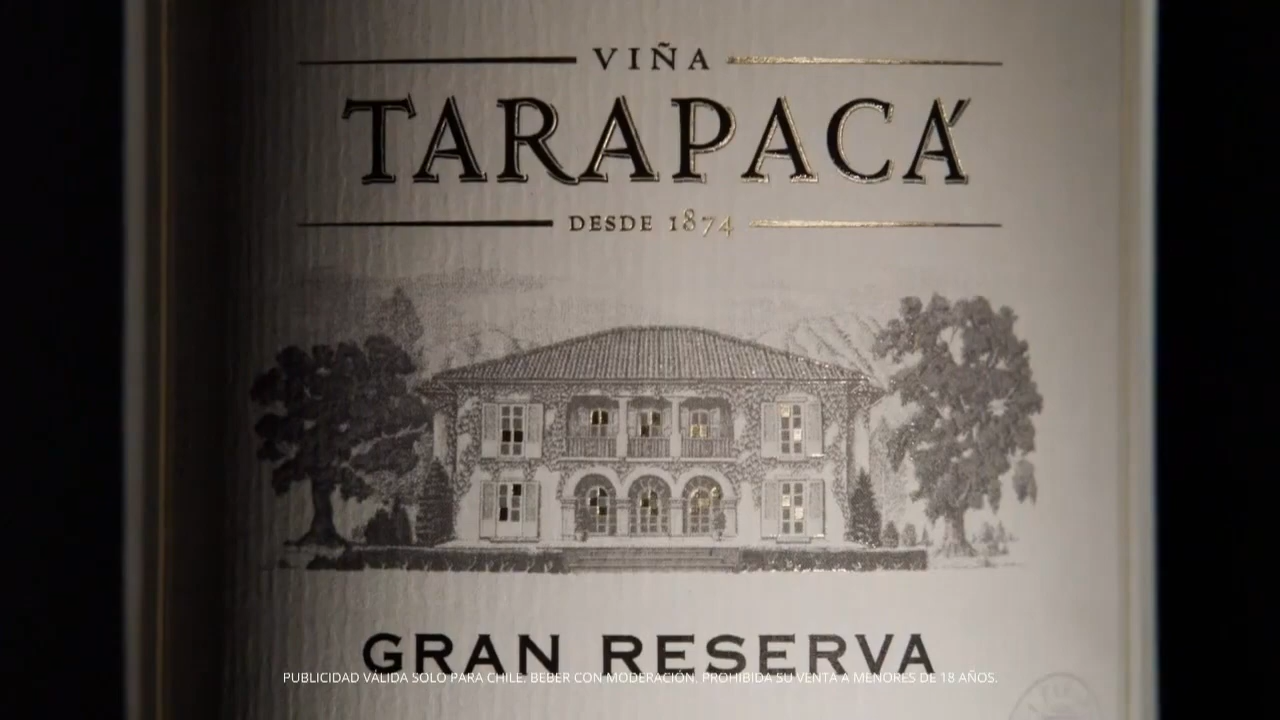 VIÑA
TARAPACÁ
DESDE 1874
GRAN RESERVA
PUBLICIDAD VÁLIDA SOLO PARA CHILE. BEBER CON MODERACIÓN. PROHIBIDA SU VENTA A MENORES DE 18 AÑOS.